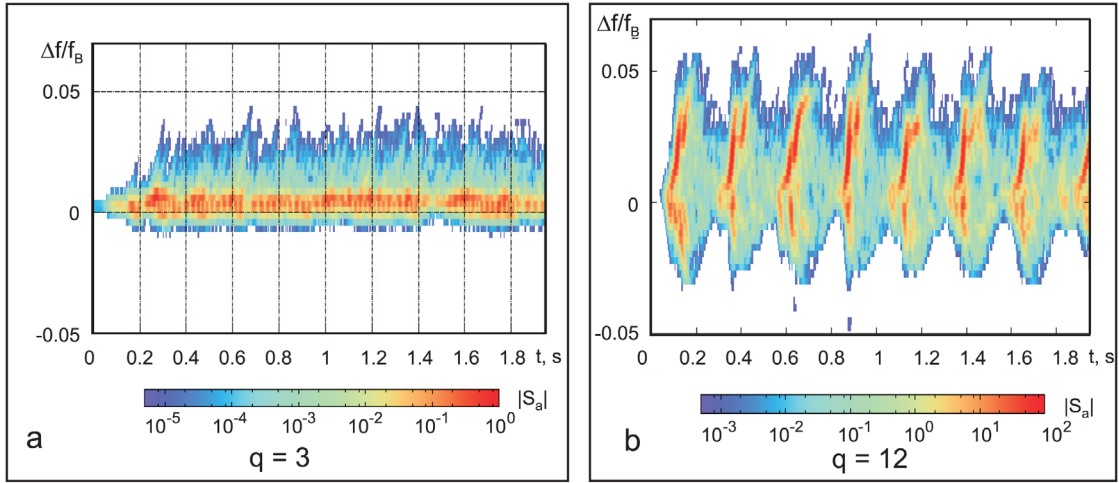 Δf/f_B
0.05
0
-0.05
0 0.2 0.4 0.6 0.8 1 1.2 1.4 1.6 1.8 t, s
|S_a|
10^-5 10^-4 10^-3 10^-2 10^-1 10^0
a
q = 3
Δf/f_B
0.05
0
-0.05
0 0.2 0.4 0.6 0.8 1 1.2 1.4 1.6 1.8 t, s
|S_a|
10^-3 10^-2 10^-1 10^0 10^1 10^2
b
q = 12